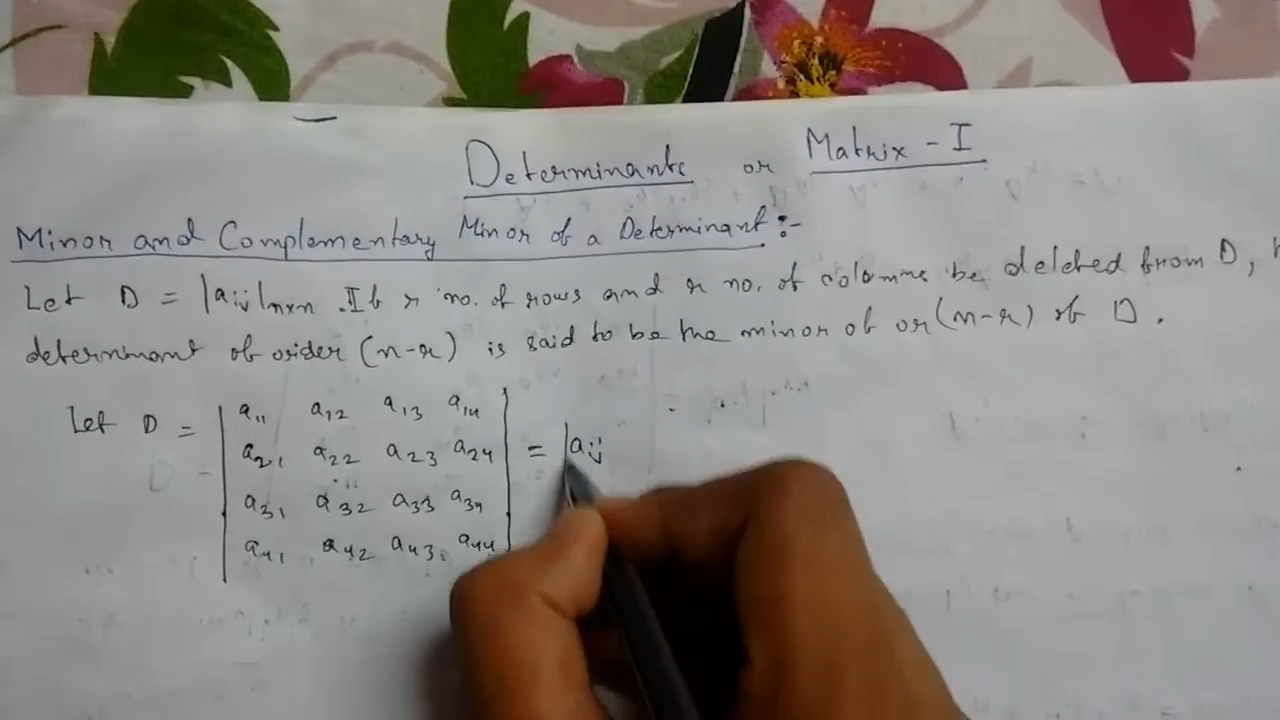 Determinants or Matrix - I
Minor and Complementary Minor of a Determinant :-
Let D = |aij|nxn . If r no. of rows and r no. of columns be deleted from D,
determinant of order (n-r) is said to be the minor of or (n-r) of D.
Let D = | a11 a12 a13 a14
a21 a22 a23 a24 | = |aij
a31 a32 a33 a34
a41 a42 a43 a44